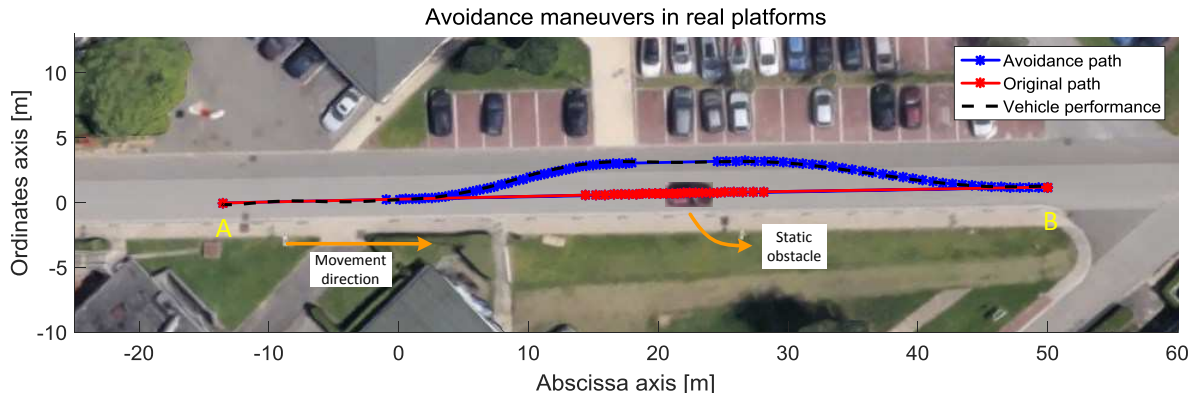 Avoidance maneuvers in real platforms
Ordinates axis [m]
10
5
0
-5
-10
Avoidance path
Original path
Vehicle performance
A
B
Movement
direction
Static
obstacle
-20
-10
0
10
20
30
40
50
60
Abscissa axis [m]